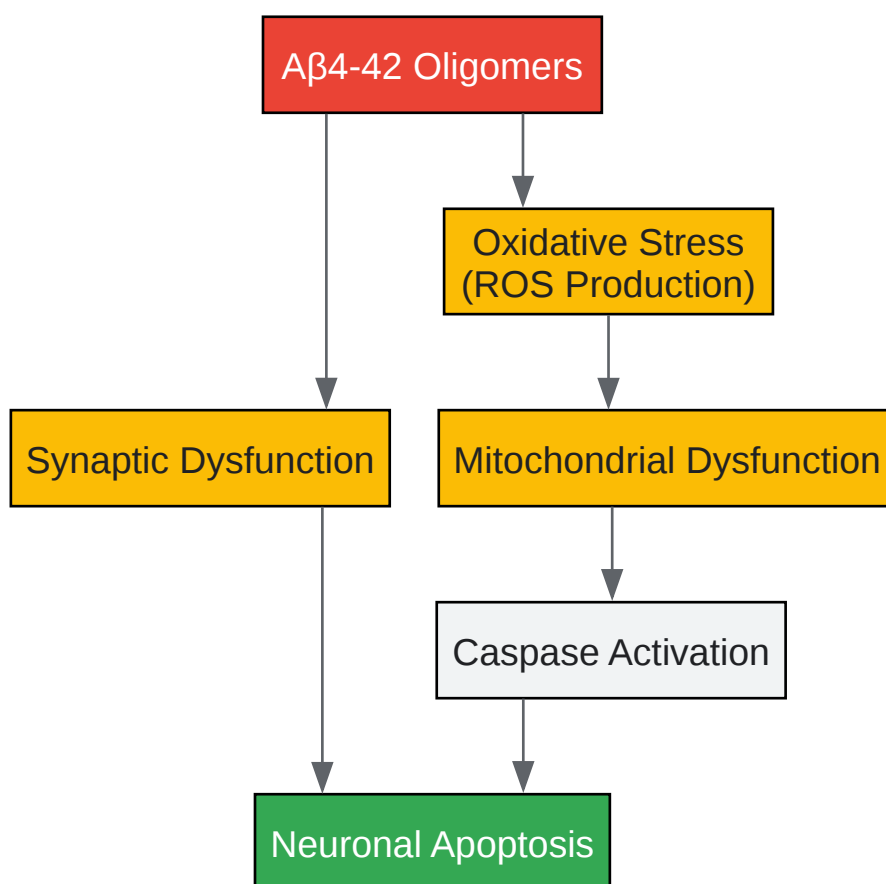 Aβ4-42 Oligomers
Oxidative Stress
(ROS Production)
Synaptic Dysfunction
Mitochondrial Dysfunction
Caspase Activation
Neuronal Apoptosis